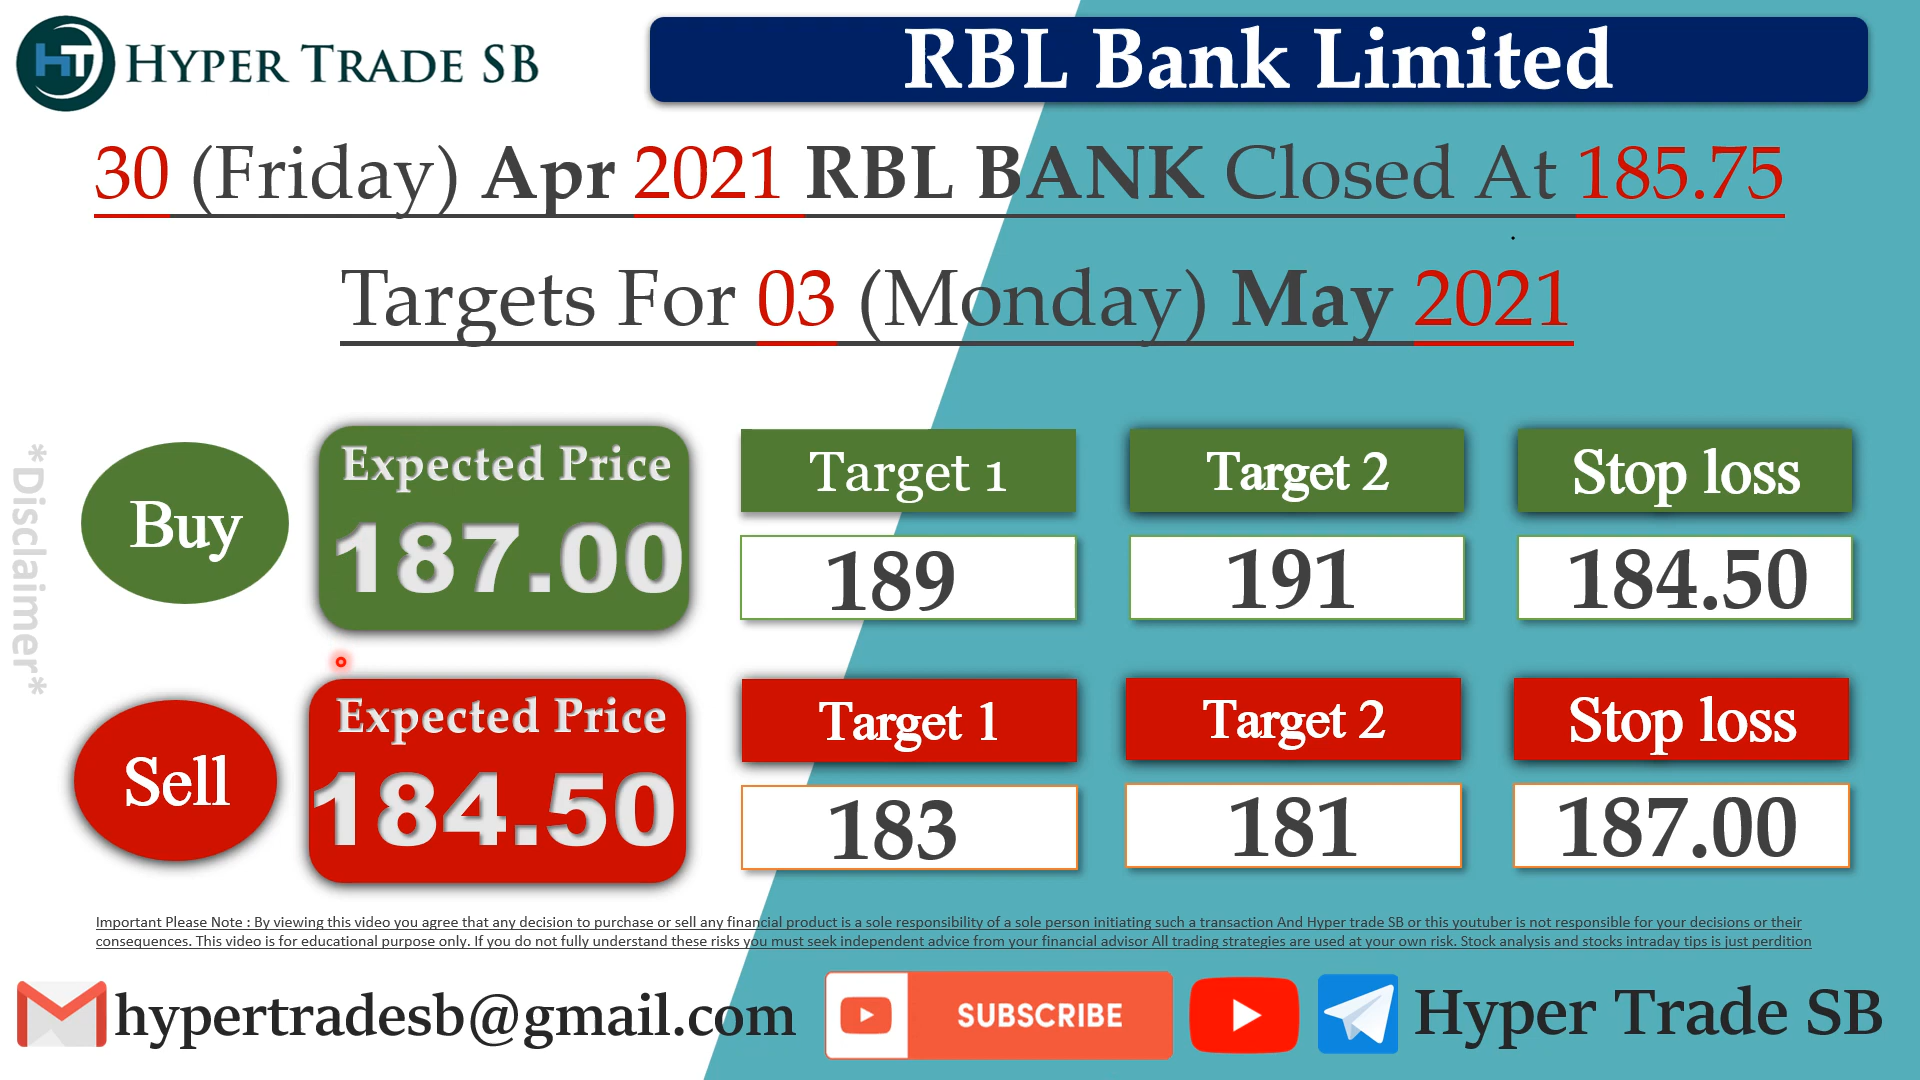 HT HYPER TRADE SB
RBL Bank Limited
30 (Friday) Apr 2021 RBL BANK Closed At 185.75
Targets For 03 (Monday) May 2021
*Disclaimer*
Buy
Expected Price
187.00
Target 1
189
Target 2
191
Stop loss
184.50
Sell
Expected Price
184.50
Target 1
183
Target 2
181
Stop loss
187.00
Important Please Note : By viewing this video you agree that any decision to purchase or sell any financial product is a sole responsibility of a sole person initiating such a transaction And Hyper trade SB or this youtuber is not responsible for your decisions or their
consequences. This video is for educational purpose only. If you do not fully understand these risks you must seek independent advice from your financial advisor All trading strategies are used at your own risk. Stock analysis and stocks intraday tips is just perdition
hypertradesb@gmail.com
SUBSCRIBE
Hyper Trade SB